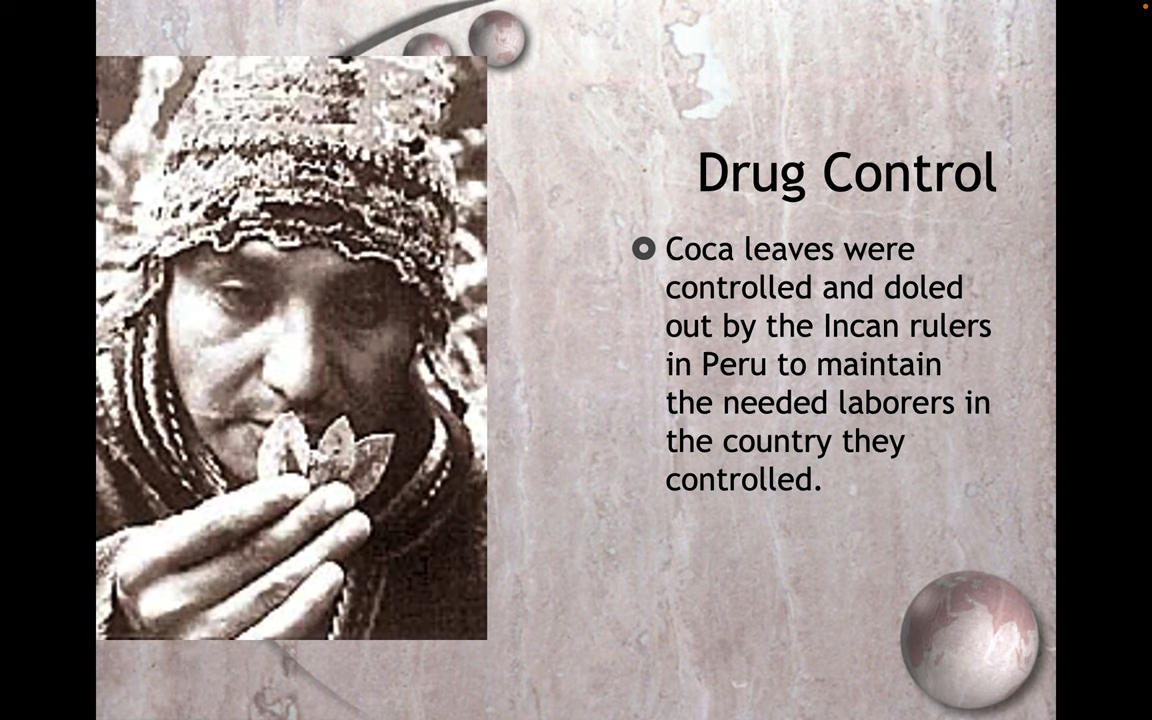 Drug Control
Coca leaves were
controlled and doled
out by the Incan rulers
in Peru to maintain
the needed laborers in
the country they
controlled.